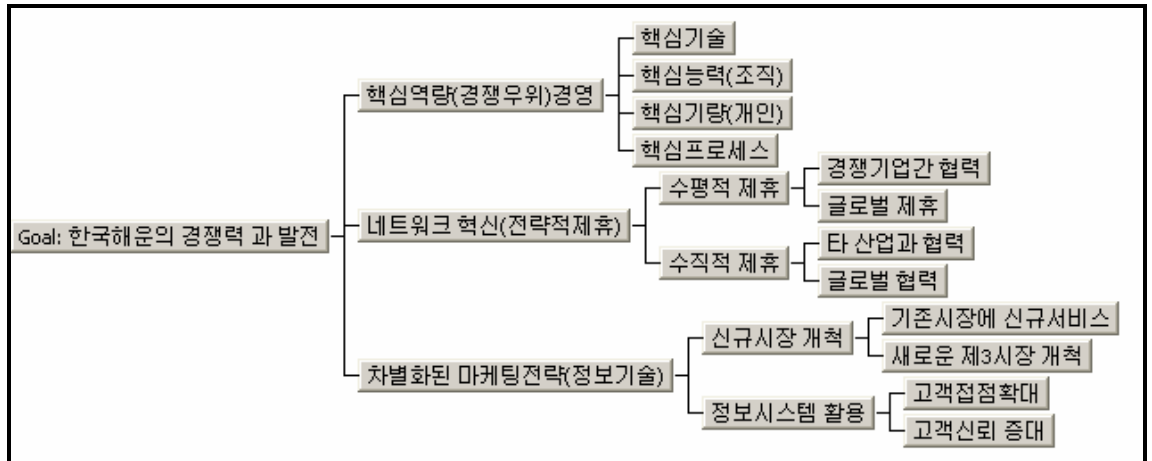 Goal: 한국해운의 경쟁력 과 발전
핵심역량(경쟁우위)경영
핵심기술
핵심능력(조직)
핵심기량(개인)
핵심프로세스
네트워크 혁신(전략적제휴)
수평적 제휴
경쟁기업간 협력
글로벌 제휴
수직적 제휴
타 산업과 협력
글로벌 협력
차별화된 마케팅전략(정보기술)
신규시장 개척
기존시장에 신규서비스
새로운 제3시장 개척
정보시스템 활용
고객접점확대
고객신뢰 증대